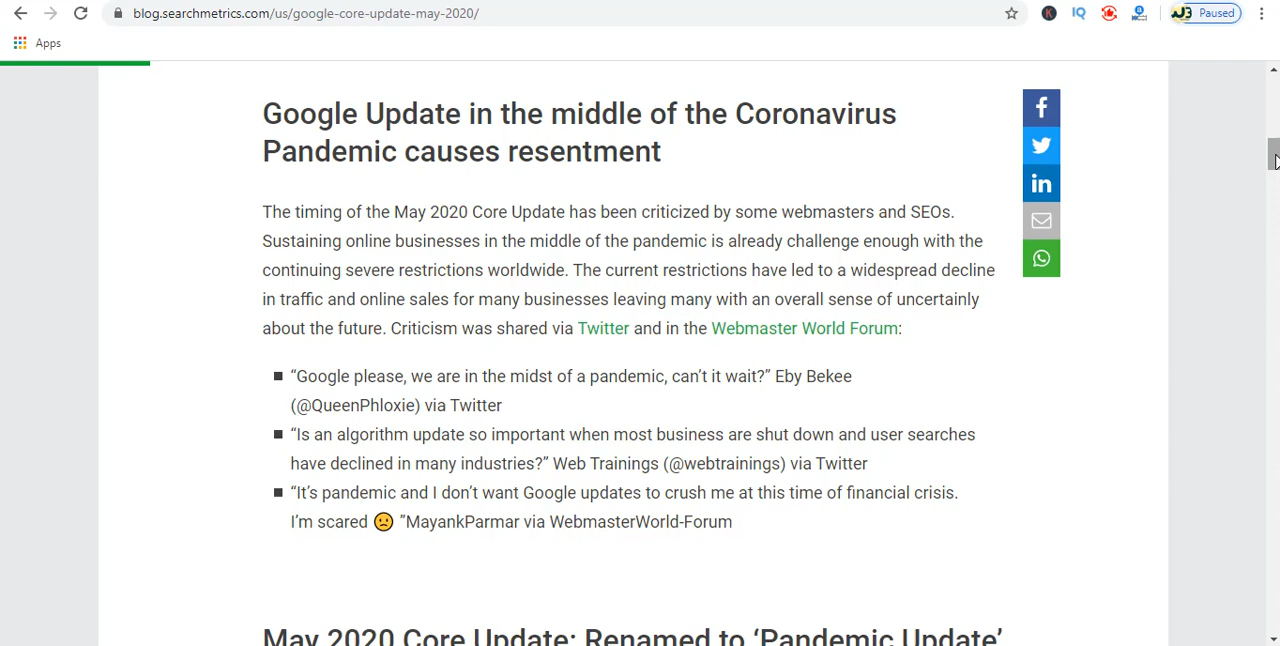 blog.searchmetrics.com/us/google-core-update-may-2020/
IQ
Paused
Apps
Google Update in the middle of the Coronavirus
Pandemic causes resentment
The timing of the May 2020 Core Update has been criticized by some webmasters and SEOs.
Sustaining online businesses in the middle of the pandemic is already challenge enough with the
continuing severe restrictions worldwide. The current restrictions have led to a widespread decline
in traffic and online sales for many businesses leaving many with an overall sense of uncertainly
about the future. Criticism was shared via Twitter and in the Webmaster World Forum:
“Google please, we are in the midst of a pandemic, can’t it wait?” Eby Bekee
(@QueenPhloxie) via Twitter
“Is an algorithm update so important when most business are shut down and user searches
have declined in many industries?” Web Trainings (@webtrainings) via Twitter
“It’s pandemic and I don’t want Google updates to crush me at this time of financial crisis.
I’m scared 🙁 ”MayankParmar via WebmasterWorld-Forum
May 2020 Core Update: Renamed to ‘Pandemic Update’